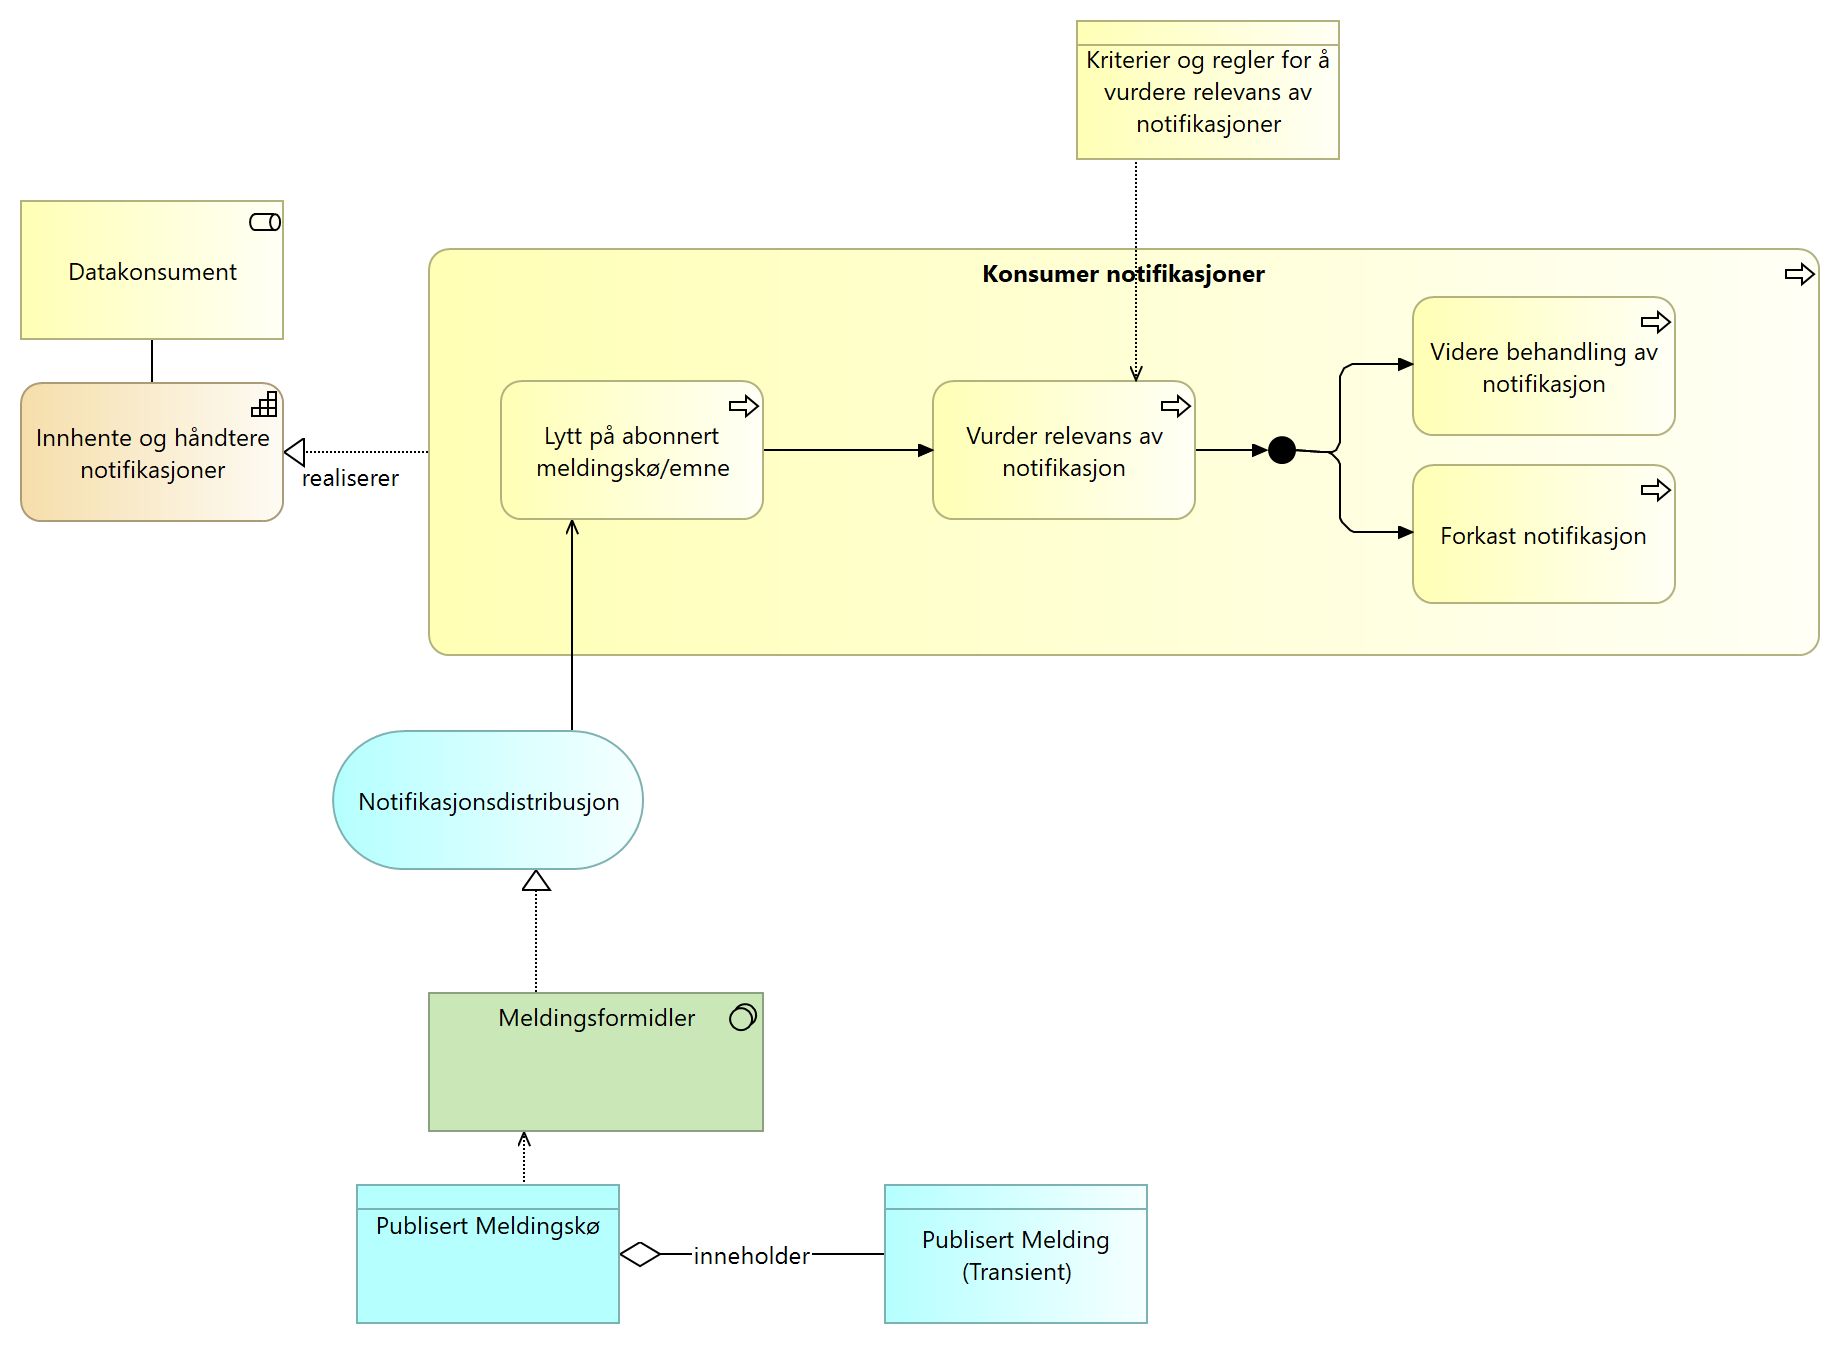 Kriterier og regler for å
vurdere relevans av
notifikasjoner
Datakonsument
Konsumer notifikasjoner
Innhente og håndtere
notifikasjoner
realiserer
Lytt på abonnert
meldingskø/emne
Vurder relevans av
notifikasjon
Videre behandling av
notifikasjon
Forkast notifikasjon
Notifikasjonsdistribusjon
Meldingsformidler
Publisert Meldingskø
inneholder
Publisert Melding
(Transient)